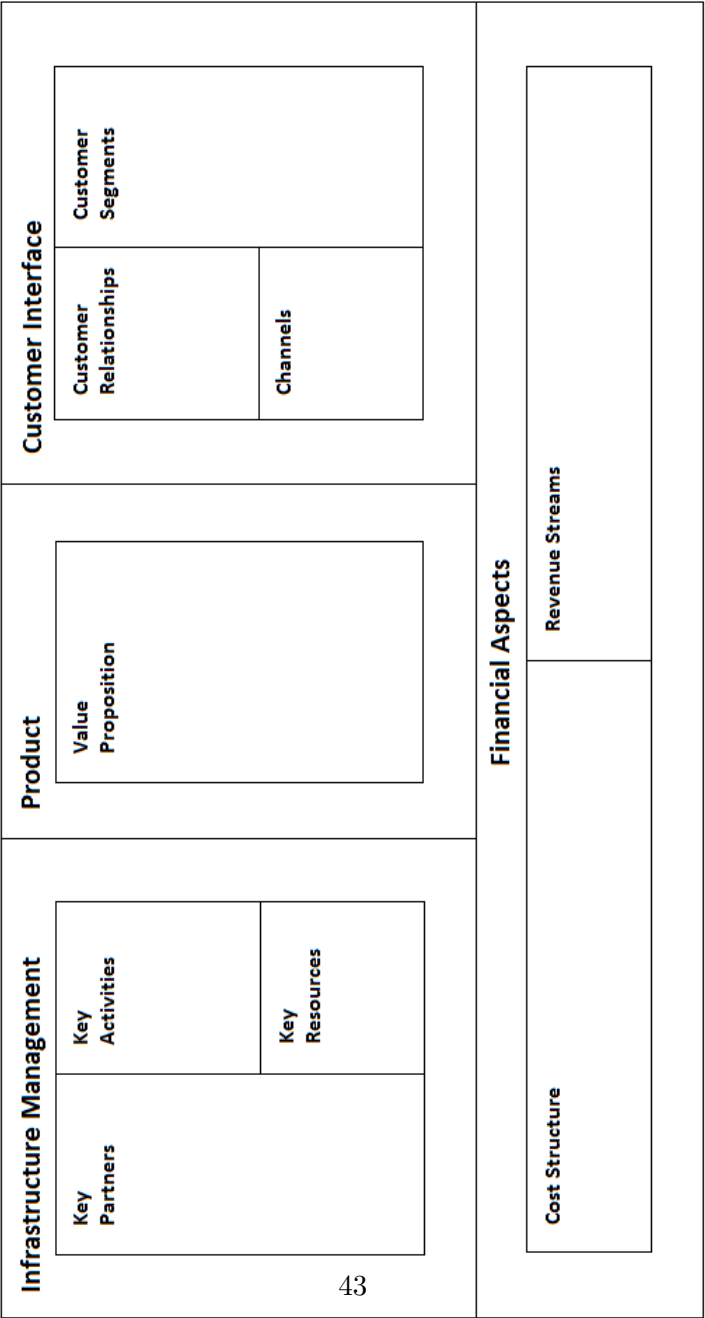 Infrastructure Management
Key
Partners
Key
Activities
Key
Resources
Product
Value
Proposition
Customer Interface
Customer
Relationships
Channels
Customer
Segments
Financial Aspects
Cost Structure
Revenue Streams
43